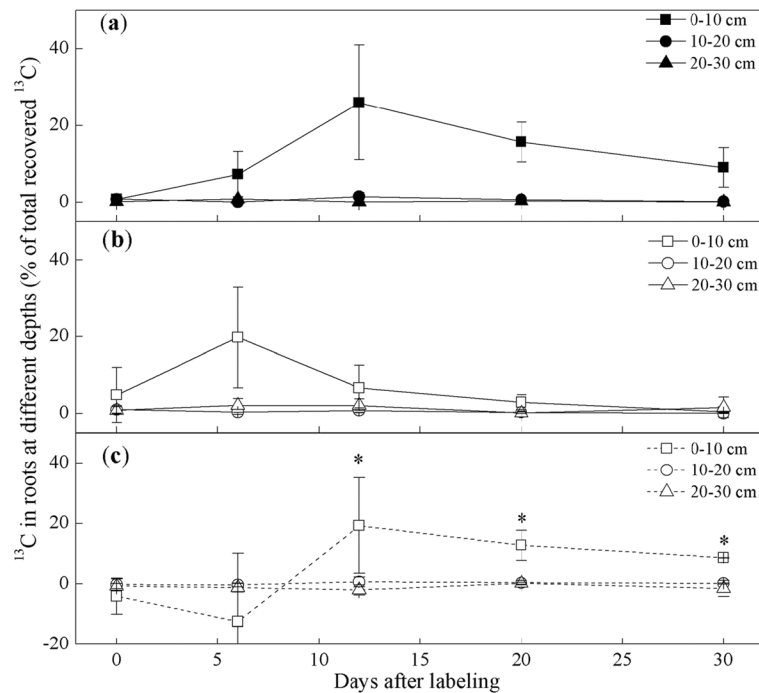 (a)
0-10 cm
10-20 cm
20-30 cm
40
20
0
(b)
0-10 cm
10-20 cm
20-30 cm
40
20
0
(c)
0-10 cm
10-20 cm
20-30 cm
40
20
0
-20
*
*
*
0
5
10
15
20
25
30
Days after labeling
¹³C in roots at different depths (% of total recovered ¹³C)